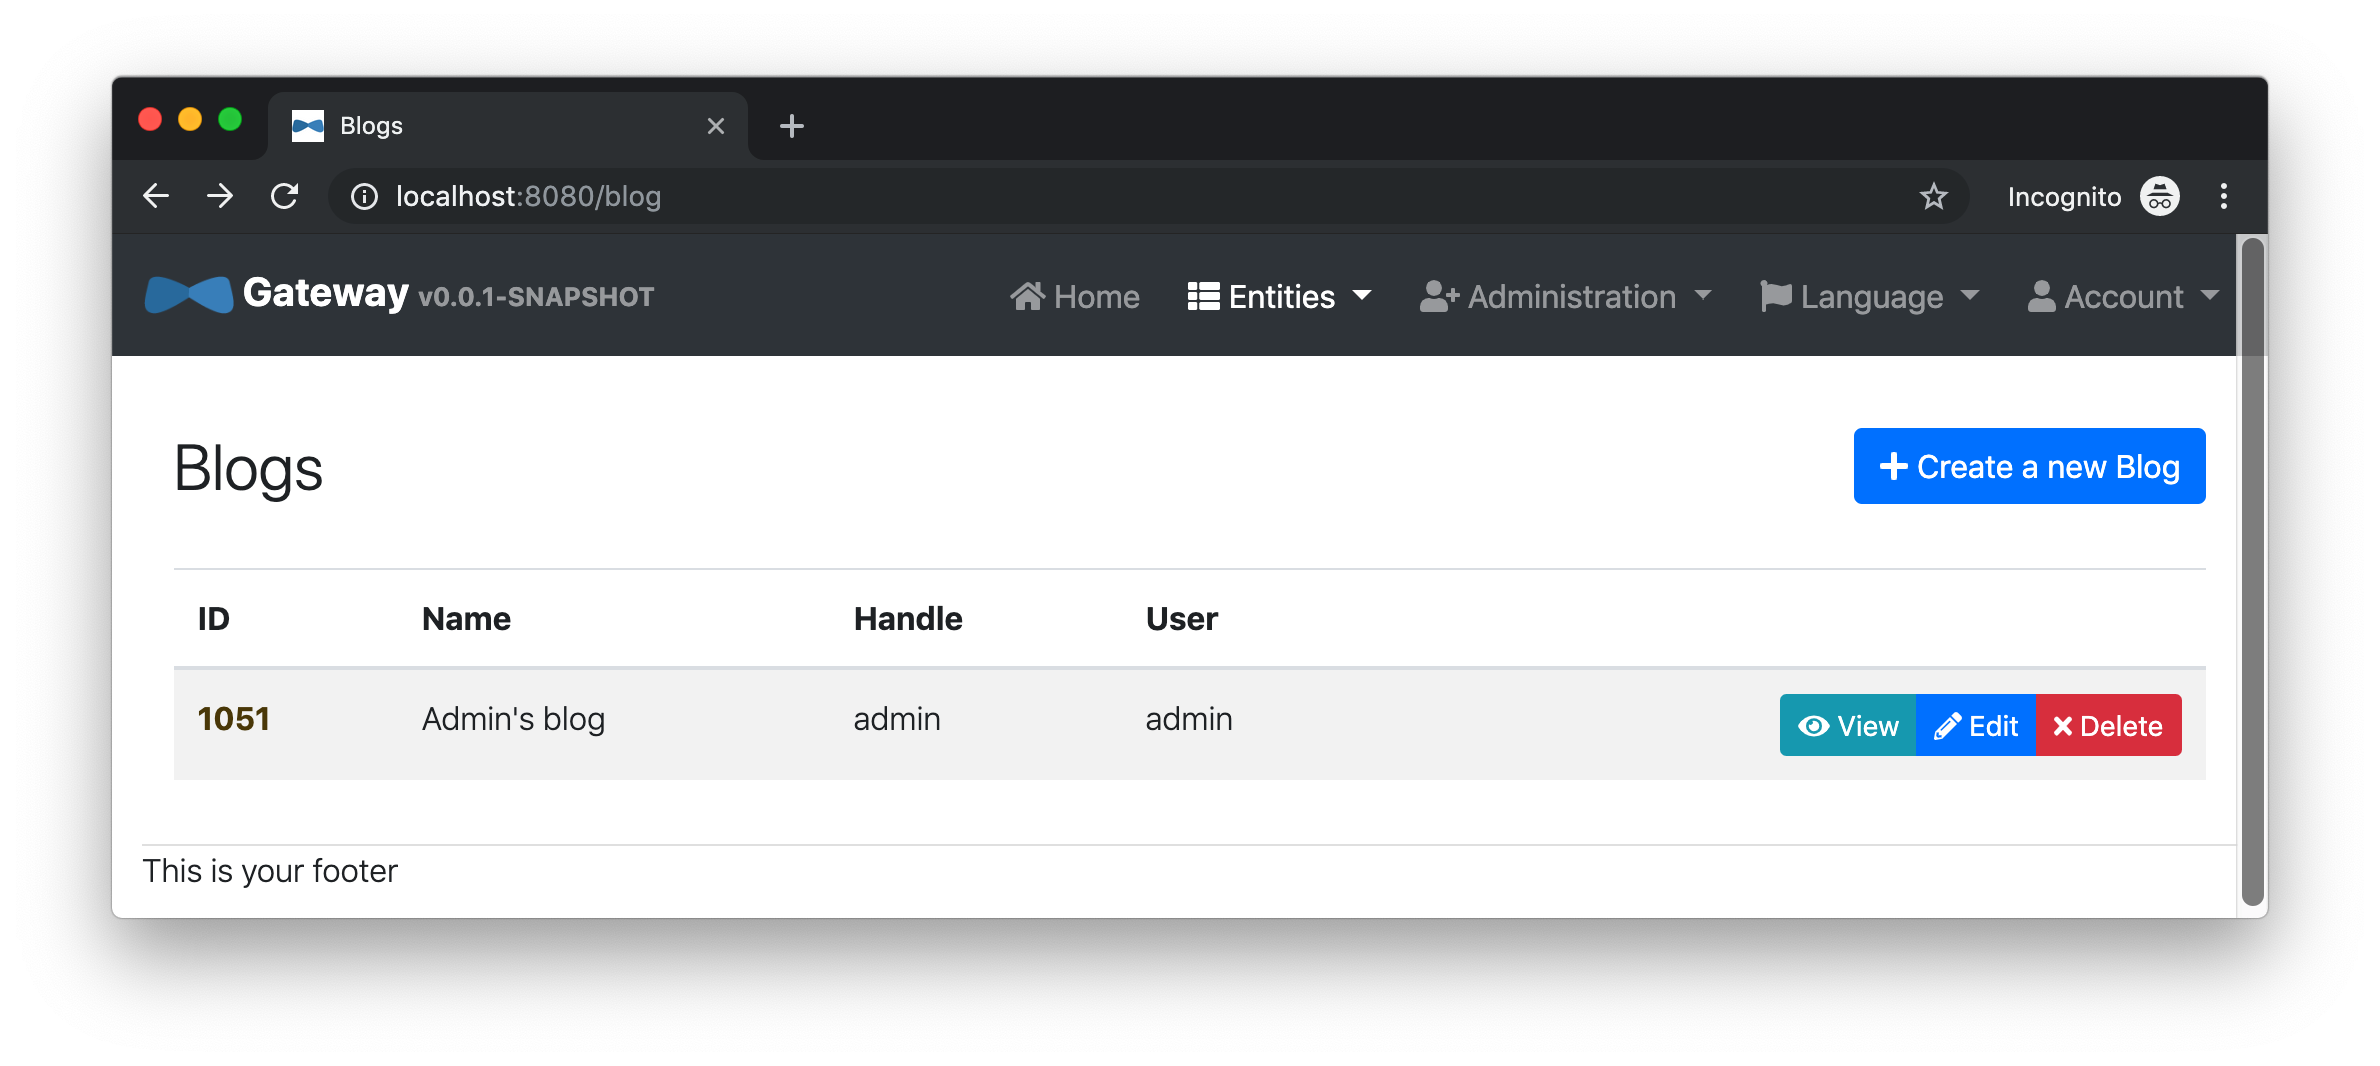 Blogs
localhost:8080/blog Incognito
Gateway v0.0.1-SNAPSHOT Home Entities Administration Language Account
Blogs Create a new Blog
ID Name Handle User
1051 Admin's blog admin admin View Edit Delete
This is your footer